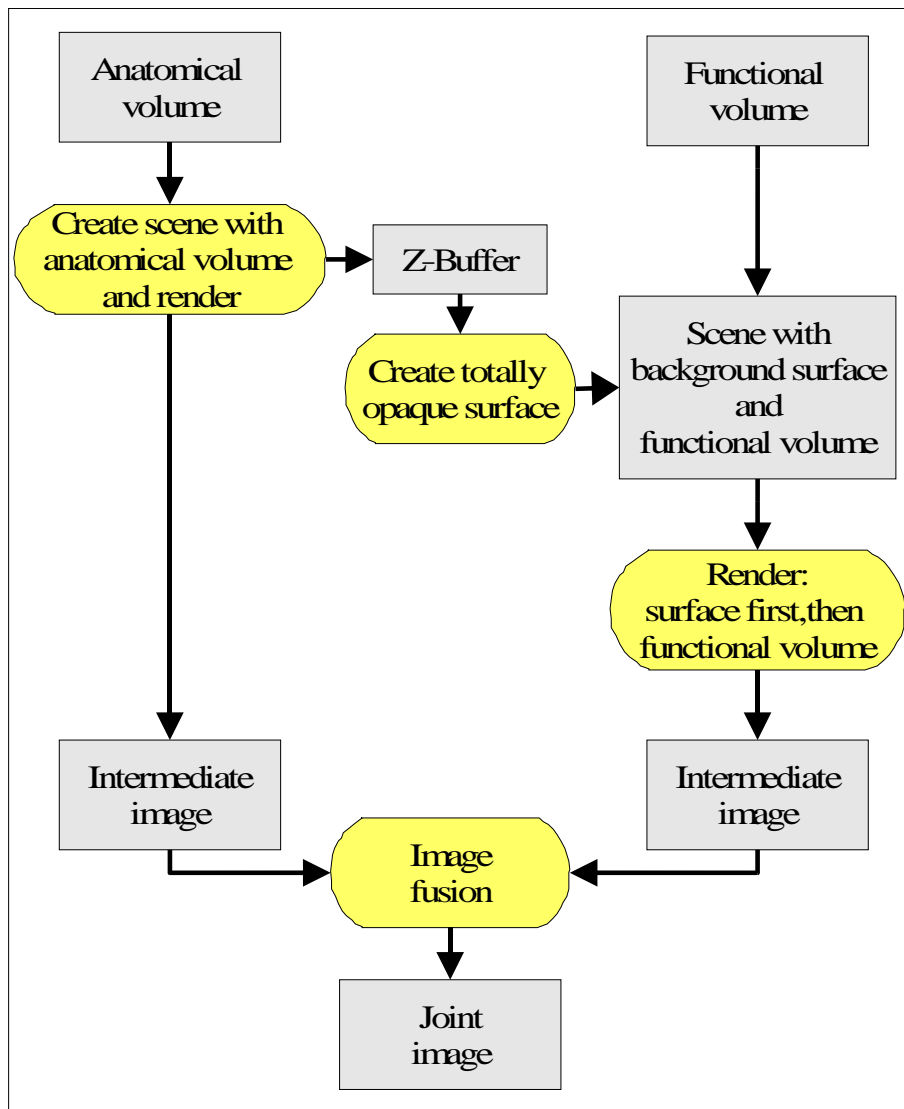 Anatomical
volume
Functional
volume
Create scene with
anatomical volume
and render
Z-Buffer
Create totally
opaque surface
Scene with
background surface
and
functional volume
Render:
surface first,then
functional volume
Intermediate
image
Intermediate
image
Image
fusion
Joint
image